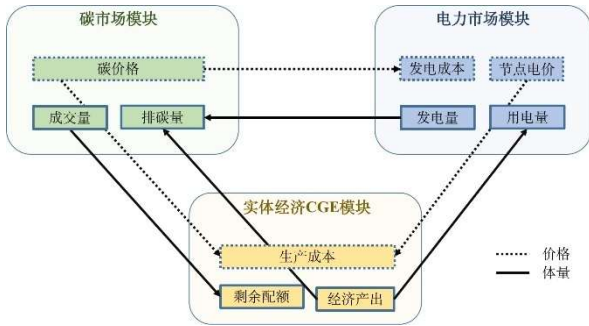 碳市场模块
电力市场模块
碳价格
发电成本
节点电价
成交量
排碳量
发电量
用电量
实体经济CGE模块
生产成本
剩余配额
经济产出
价格
体量